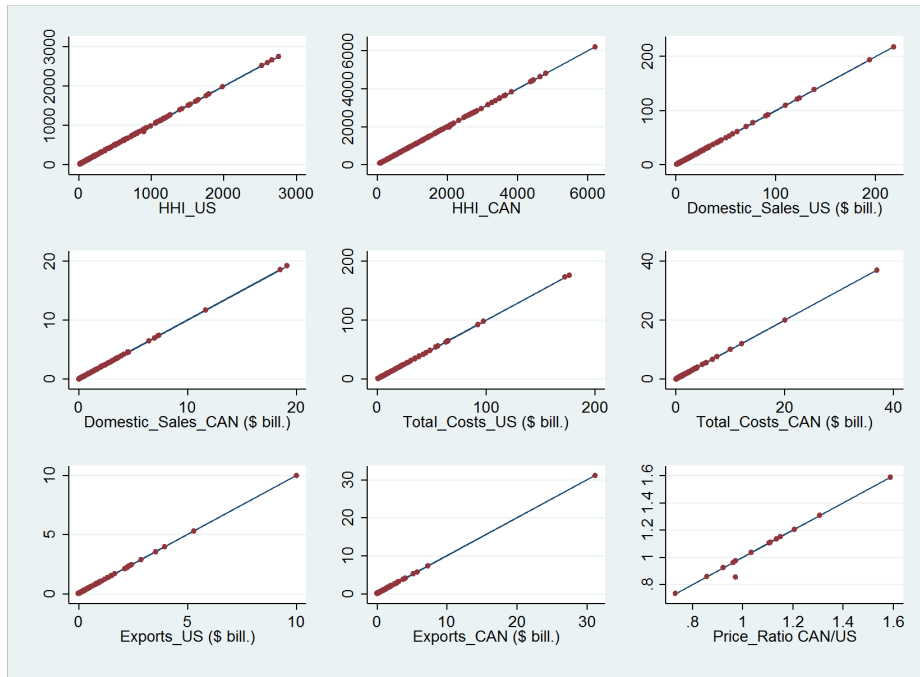 3000
2000
1000
0
0 1000 2000 3000
HHI_US
6000
4000
2000
0
0 2000 4000 6000
HHI_CAN
200
100
0
0 100 200
Domestic_Sales_US ($ bill.)
20
10
0
0 10 20
Domestic_Sales_CAN ($ bill.)
200
100
0
0 100 200
Total_Costs_US ($ bill.)
40
20
0
0 20 40
Total_Costs_CAN ($ bill.)
10
5
0
0 5 10
Exports_US ($ bill.)
30
20
10
0
0 10 20 30
Exports_CAN ($ bill.)
1.6
1.4
1.2
1
.8
.8 1 1.2 1.4 1.6
Price_Ratio CAN/US